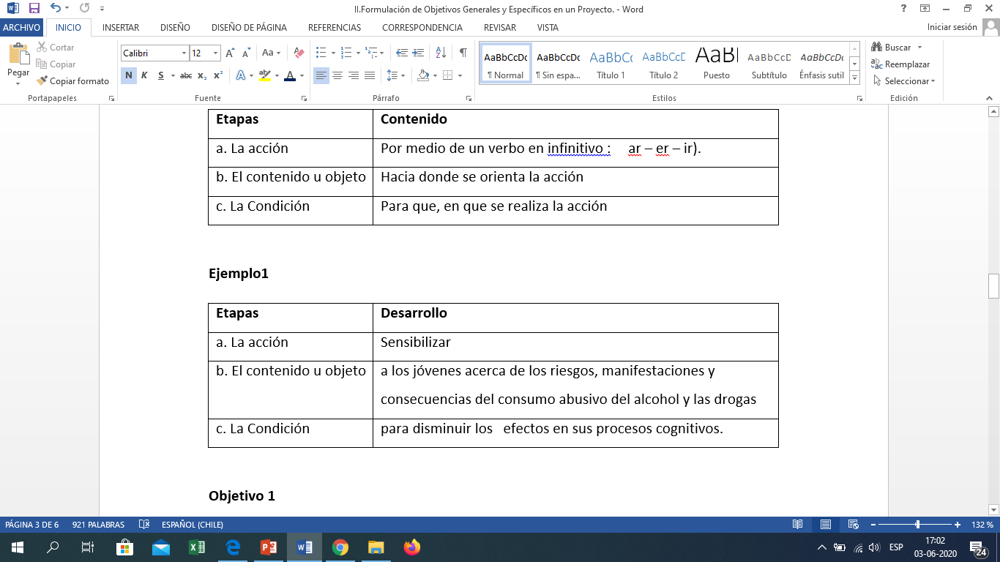 II.Formulación de Objetivos Generales y Específicos en un Proyecto. - Word
ARCHIVO INICIO INSERTAR DISEÑO DISEÑO DE PÁGINA REFERENCIAS CORRESPONDENCIA REVISAR VISTA
Iniciar sesión
Pegar
Cortar
Copiar
Copiar formato
Portapapeles
Calibri 12
N K S abc x₂ x²
Fuente
Párrafo
AaBbCcDc AaBbCcDc AaBbCc AaBbCcD AaBl AaBbCcD AaBbCcDc
¶ Normal ¶ Sin espa... Título 1 Título 2 Puesto Subtítulo Énfasis sutil
Estilos
Buscar
Reemplazar
Seleccionar
Edición
Etapas Contenido
a. La acción Por medio de un verbo en infinitivo : ar – er – ir).
b. El contenido u objeto Hacia donde se orienta la acción
c. La Condición Para que, en que se realiza la acción
Ejemplo1
Etapas Desarrollo
a. La acción Sensibilizar
b. El contenido u objeto a los jóvenes acerca de los riesgos, manifestaciones y
consecuencias del consumo abusivo del alcohol y las drogas
c. La Condición para disminuir los efectos en sus procesos cognitivos.
Objetivo 1
PÁGINA 3 DE 6 921 PALABRAS ESPAÑOL (CHILE) 132 %
ESP 17:02
03-06-2020 24